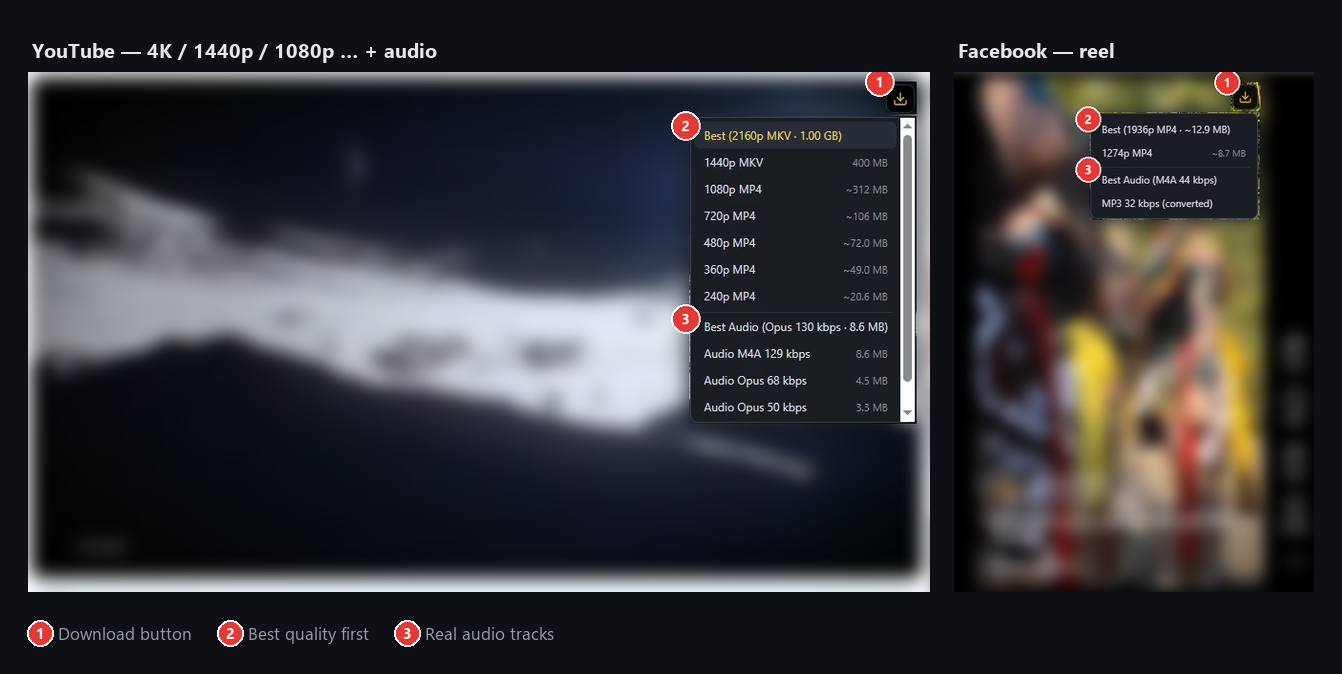 YouTube — 4K / 1440p / 1080p ... + audio
1
2
Best (2160p MKV · 1.00 GB)
1440p MKV 400 MB
1080p MP4 ~312 MB
720p MP4 ~106 MB
480p MP4 ~72.0 MB
360p MP4 ~49.0 MB
240p MP4 ~20.6 MB
3
Best Audio (Opus 130 kbps · 8.6 MB)
Audio M4A 129 kbps 8.6 MB
Audio Opus 68 kbps 4.5 MB
Audio Opus 50 kbps 3.3 MB
Facebook — reel
1
2
Best (1936p MP4 · ~12.9 MB)
1274p MP4 ~8.7 MB
3
Best Audio (M4A 44 kbps)
MP3 32 kbps (converted)
1 Download button 2 Best quality first 3 Real audio tracks